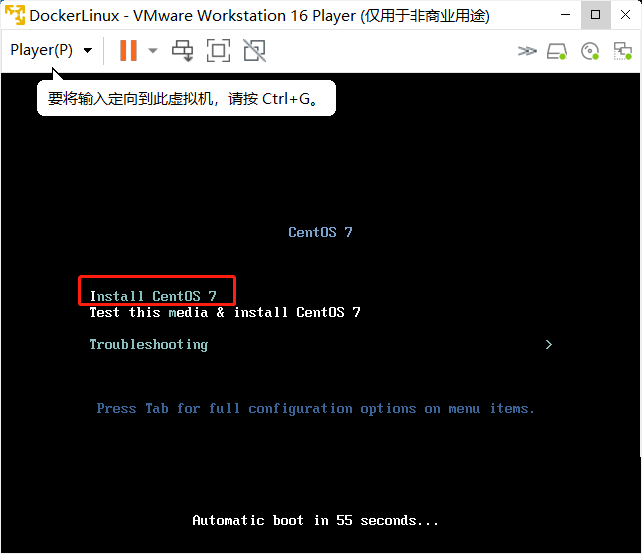 DockerLinux - VMware Workstation 16 Player (仅用于非商业用途)
Player(P)
要将输入定向到此虚拟机，请按 Ctrl+G。
CentOS 7
Install CentOS 7
Test this media & install CentOS 7
Troubleshooting >
Press Tab for full configuration options on menu items.
Automatic boot in 55 seconds...